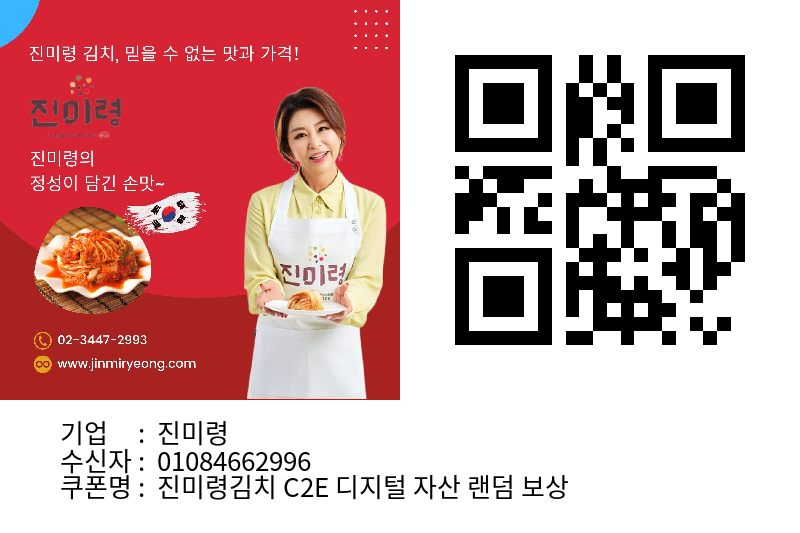 진미령 김치, 믿을 수 없는 맛과 가격!
진미령
진미령의
정성이 담긴 손맛~
진미령
02-3447-2993
www.jinmiryeong.com
기업 : 진미령
수신자 : 01084662996
쿠폰명 : 진미령김치 C2E 디지털 자산 랜덤 보상